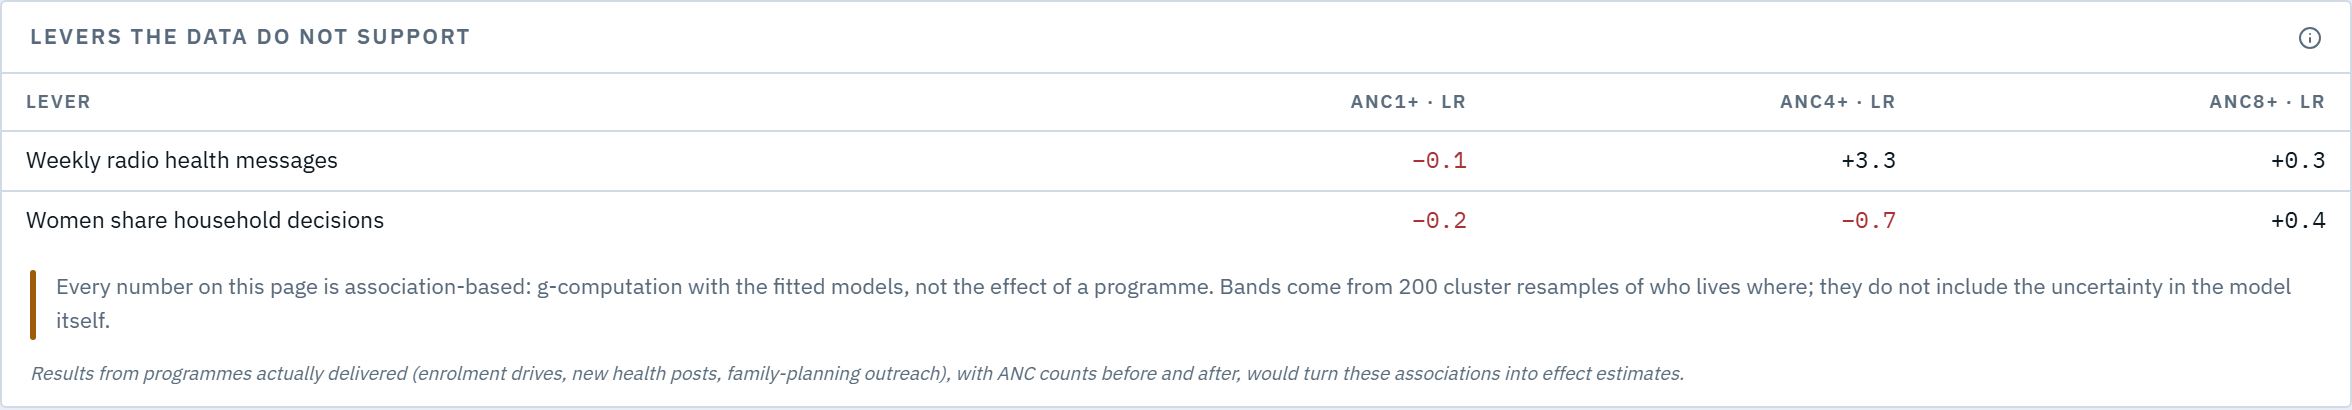 LEVERS THE DATA DO NOT SUPPORT
LEVER ANC1+ · LR ANC4+ · LR ANC8+ · LR
Weekly radio health messages −0.1 +3.3 +0.3
Women share household decisions −0.2 −0.7 +0.4
Every number on this page is association-based: g-computation with the fitted models, not the effect of a programme. Bands come from 200 cluster resamples of who lives where; they do not include the uncertainty in the model
itself.
Results from programmes actually delivered (enrolment drives, new health posts, family-planning outreach), with ANC counts before and after, would turn these associations into effect estimates.